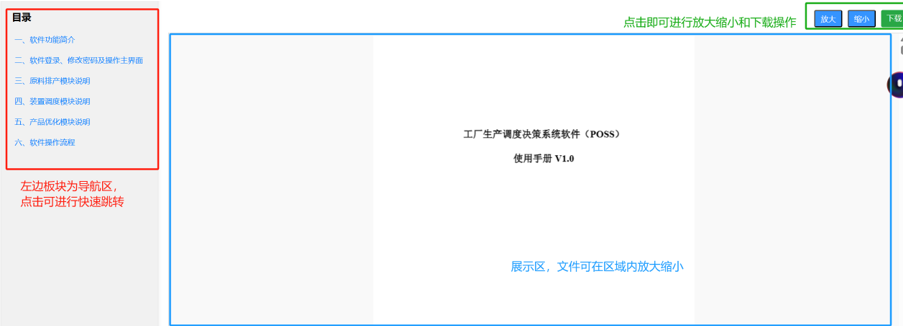 目录
一、软件功能简介
二、软件登录、修改密码及操作主界面
三、原料排产模块说明
四、装置调度模块说明
五、产品优化模块说明
六、软件操作流程
左边板块为导航区，
点击可进行快速跳转
点击即可进行放大缩小和下载操作
放大
缩小
下载
工厂生产调度决策系统软件（POSS）
使用手册 V1.0
展示区，文件可在区域内放大缩小